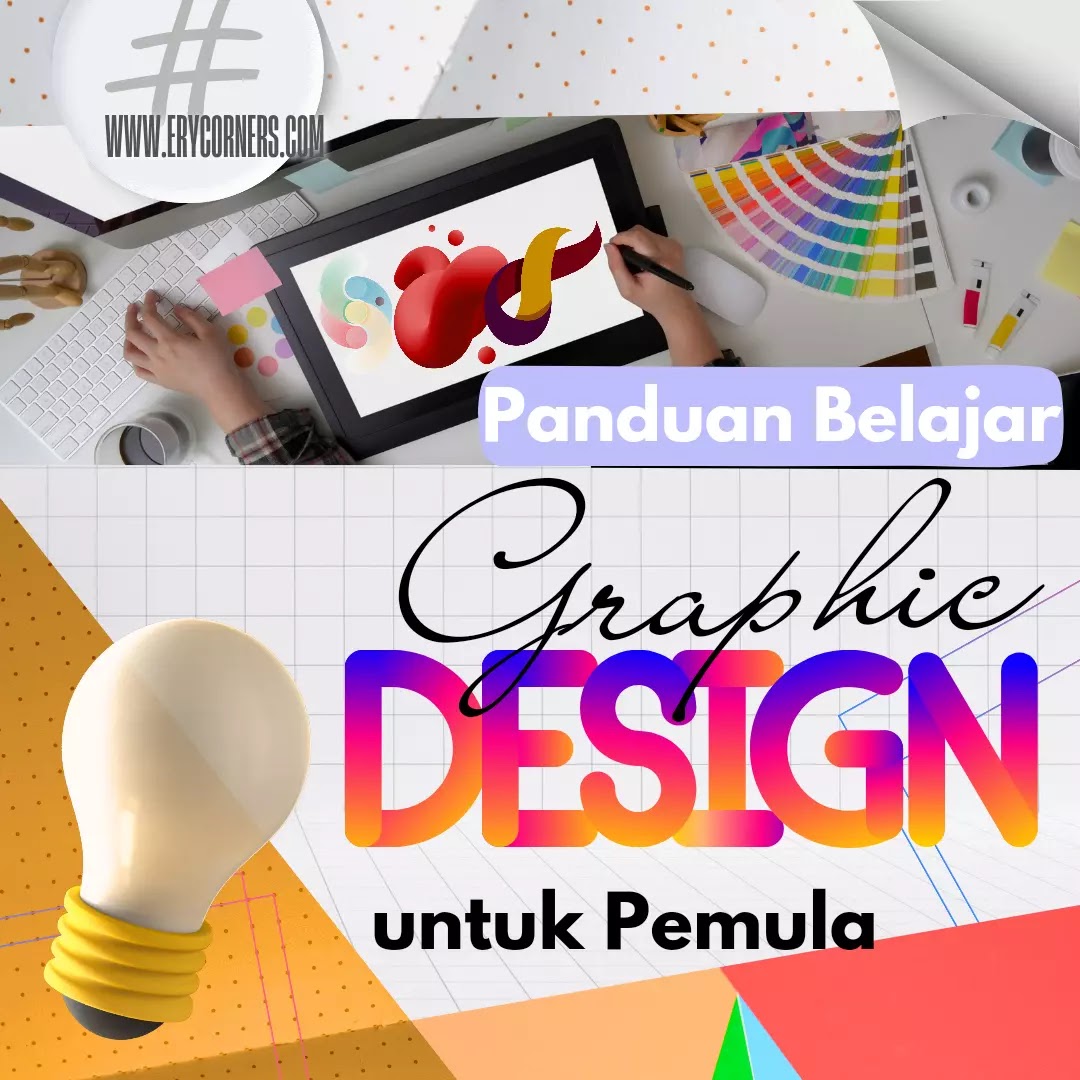 #
WWW.ERYCORNERS.COM
Panduan Belajar
Graphic
DESIGN
untuk Pemula